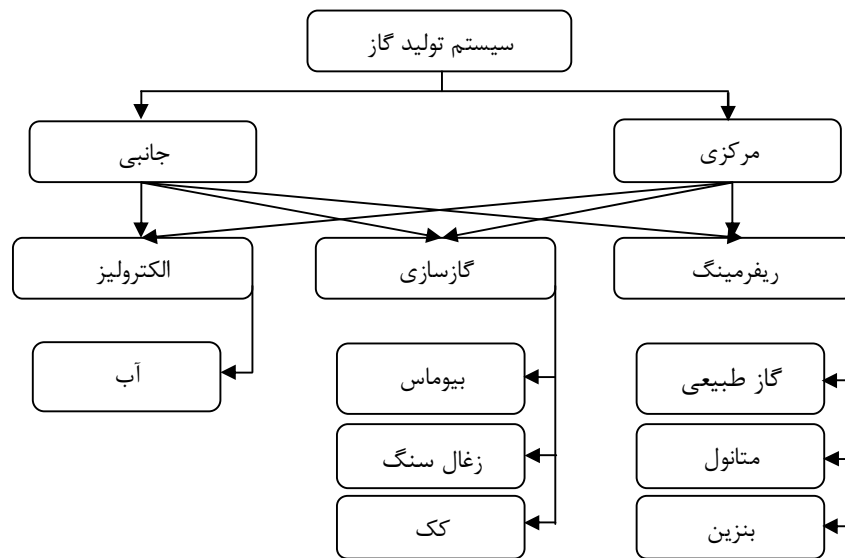 سیستم تولید گاز
مرکزی
جانبی
ریفرمینگ
گازسازی
الکترولیز
گاز طبیعی
بیوماس
آب
متانول
زغال سنگ
بنزین
کک